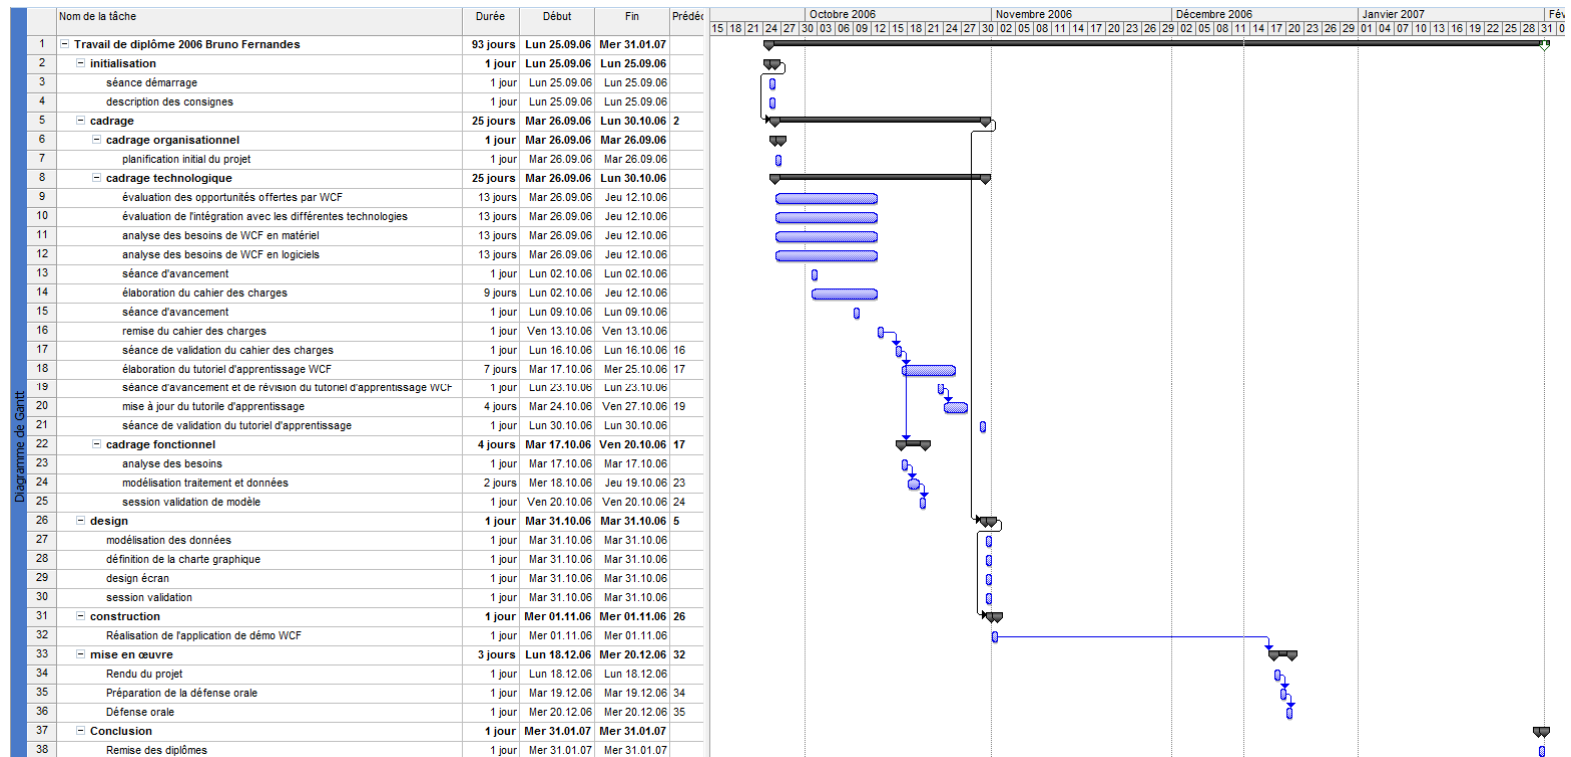 Nom de la tâche Durée Début Fin Prédéc
Octobre 2006 Novembre 2006 Décembre 2006 Janvier 2007 Fév
15 18 21 24 27 30 03 06 09 12 15 18 21 24 27 30 02 05 08 11 14 17 20 23 26 29 02 05 08 11 14 17 20 23 26 29 01 04 07 10 13 16 19 22 25 28 31 0
Diagramme de Gantt
1 Travail de diplôme 2006 Bruno Fernandes 93 jours Lun 25.09.06 Mer 31.01.07
2 initialisation 1 jour Lun 25.09.06 Lun 25.09.06
3 séance démarrage 1 jour Lun 25.09.06 Lun 25.09.06
4 description des consignes 1 jour Lun 25.09.06 Lun 25.09.06
5 cadrage 25 jours Mar 26.09.06 Lun 30.10.06 2
6 cadrage organisationnel 1 jour Mar 26.09.06 Mar 26.09.06
7 planification initial du projet 1 jour Mar 26.09.06 Mar 26.09.06
8 cadrage technologique 25 jours Mar 26.09.06 Lun 30.10.06
9 évaluation des opportunités offertes par WCF 13 jours Mar 26.09.06 Jeu 12.10.06
10 évaluation de l'intégration avec les différentes technologies 13 jours Mar 26.09.06 Jeu 12.10.06
11 analyse des besoins de WCF en matériel 13 jours Mar 26.09.06 Jeu 12.10.06
12 analyse des besoins de WCF en logiciels 13 jours Mar 26.09.06 Jeu 12.10.06
13 séance d'avancement 1 jour Lun 02.10.06 Lun 02.10.06
14 élaboration du cahier des charges 9 jours Lun 02.10.06 Jeu 12.10.06
15 séance d'avancement 1 jour Lun 09.10.06 Lun 09.10.06
16 remise du cahier des charges 1 jour Ven 13.10.06 Ven 13.10.06
17 séance de validation du cahier des charges 1 jour Lun 16.10.06 Lun 16.10.06 16
18 élaboration du tutoriel d'apprentissage WCF 7 jours Mar 17.10.06 Mer 25.10.06 17
19 séance d'avancement et de révision du tutoriel d'apprentissage WCF 1 jour Lun 23.10.06 Lun 23.10.06
20 mise à jour du tutorile d'apprentissage 4 jours Mar 24.10.06 Ven 27.10.06 19
21 séance de validation du tutoriel d'apprentissage 1 jour Lun 30.10.06 Lun 30.10.06
22 cadrage fonctionnel 4 jours Mar 17.10.06 Ven 20.10.06 17
23 analyse des besoins 1 jour Mar 17.10.06 Mar 17.10.06
24 modélisation traitement et données 2 jours Mer 18.10.06 Jeu 19.10.06 23
25 session validation de modèle 1 jour Ven 20.10.06 Ven 20.10.06 24
26 design 1 jour Mar 31.10.06 Mar 31.10.06 5
27 modélisation des données 1 jour Mar 31.10.06 Mar 31.10.06
28 définition de la charte graphique 1 jour Mar 31.10.06 Mar 31.10.06
29 design écran 1 jour Mar 31.10.06 Mar 31.10.06
30 session validation 1 jour Mar 31.10.06 Mar 31.10.06
31 construction 1 jour Mer 01.11.06 Mer 01.11.06 26
32 Réalisation de l'application de démo WCF 1 jour Mer 01.11.06 Mer 01.11.06
33 mise en œuvre 3 jours Lun 18.12.06 Mer 20.12.06 32
34 Rendu du projet 1 jour Lun 18.12.06 Lun 18.12.06
35 Préparation de la défense orale 1 jour Mar 19.12.06 Mar 19.12.06 34
36 Défense orale 1 jour Mer 20.12.06 Mer 20.12.06 35
37 Conclusion 1 jour Mer 31.01.07 Mer 31.01.07
38 Remise des diplômes 1 jour Mer 31.01.07 Mer 31.01.07